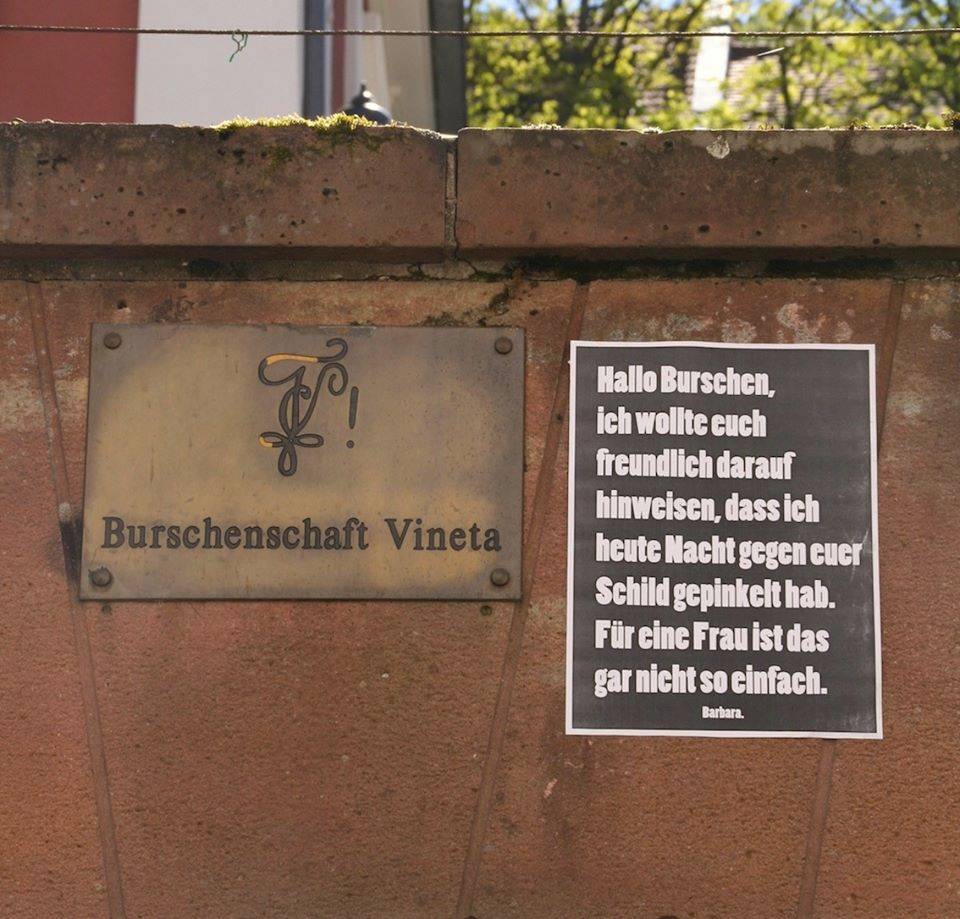 Burschenschaft Vineta
Hallo Burschen,
ich wollte euch
freundlich darauf
hinweisen, dass ich
heute Nacht gegen euer
Schild gepinkelt hab.
Für eine Frau ist das
gar nicht so einfach.
Barbara.